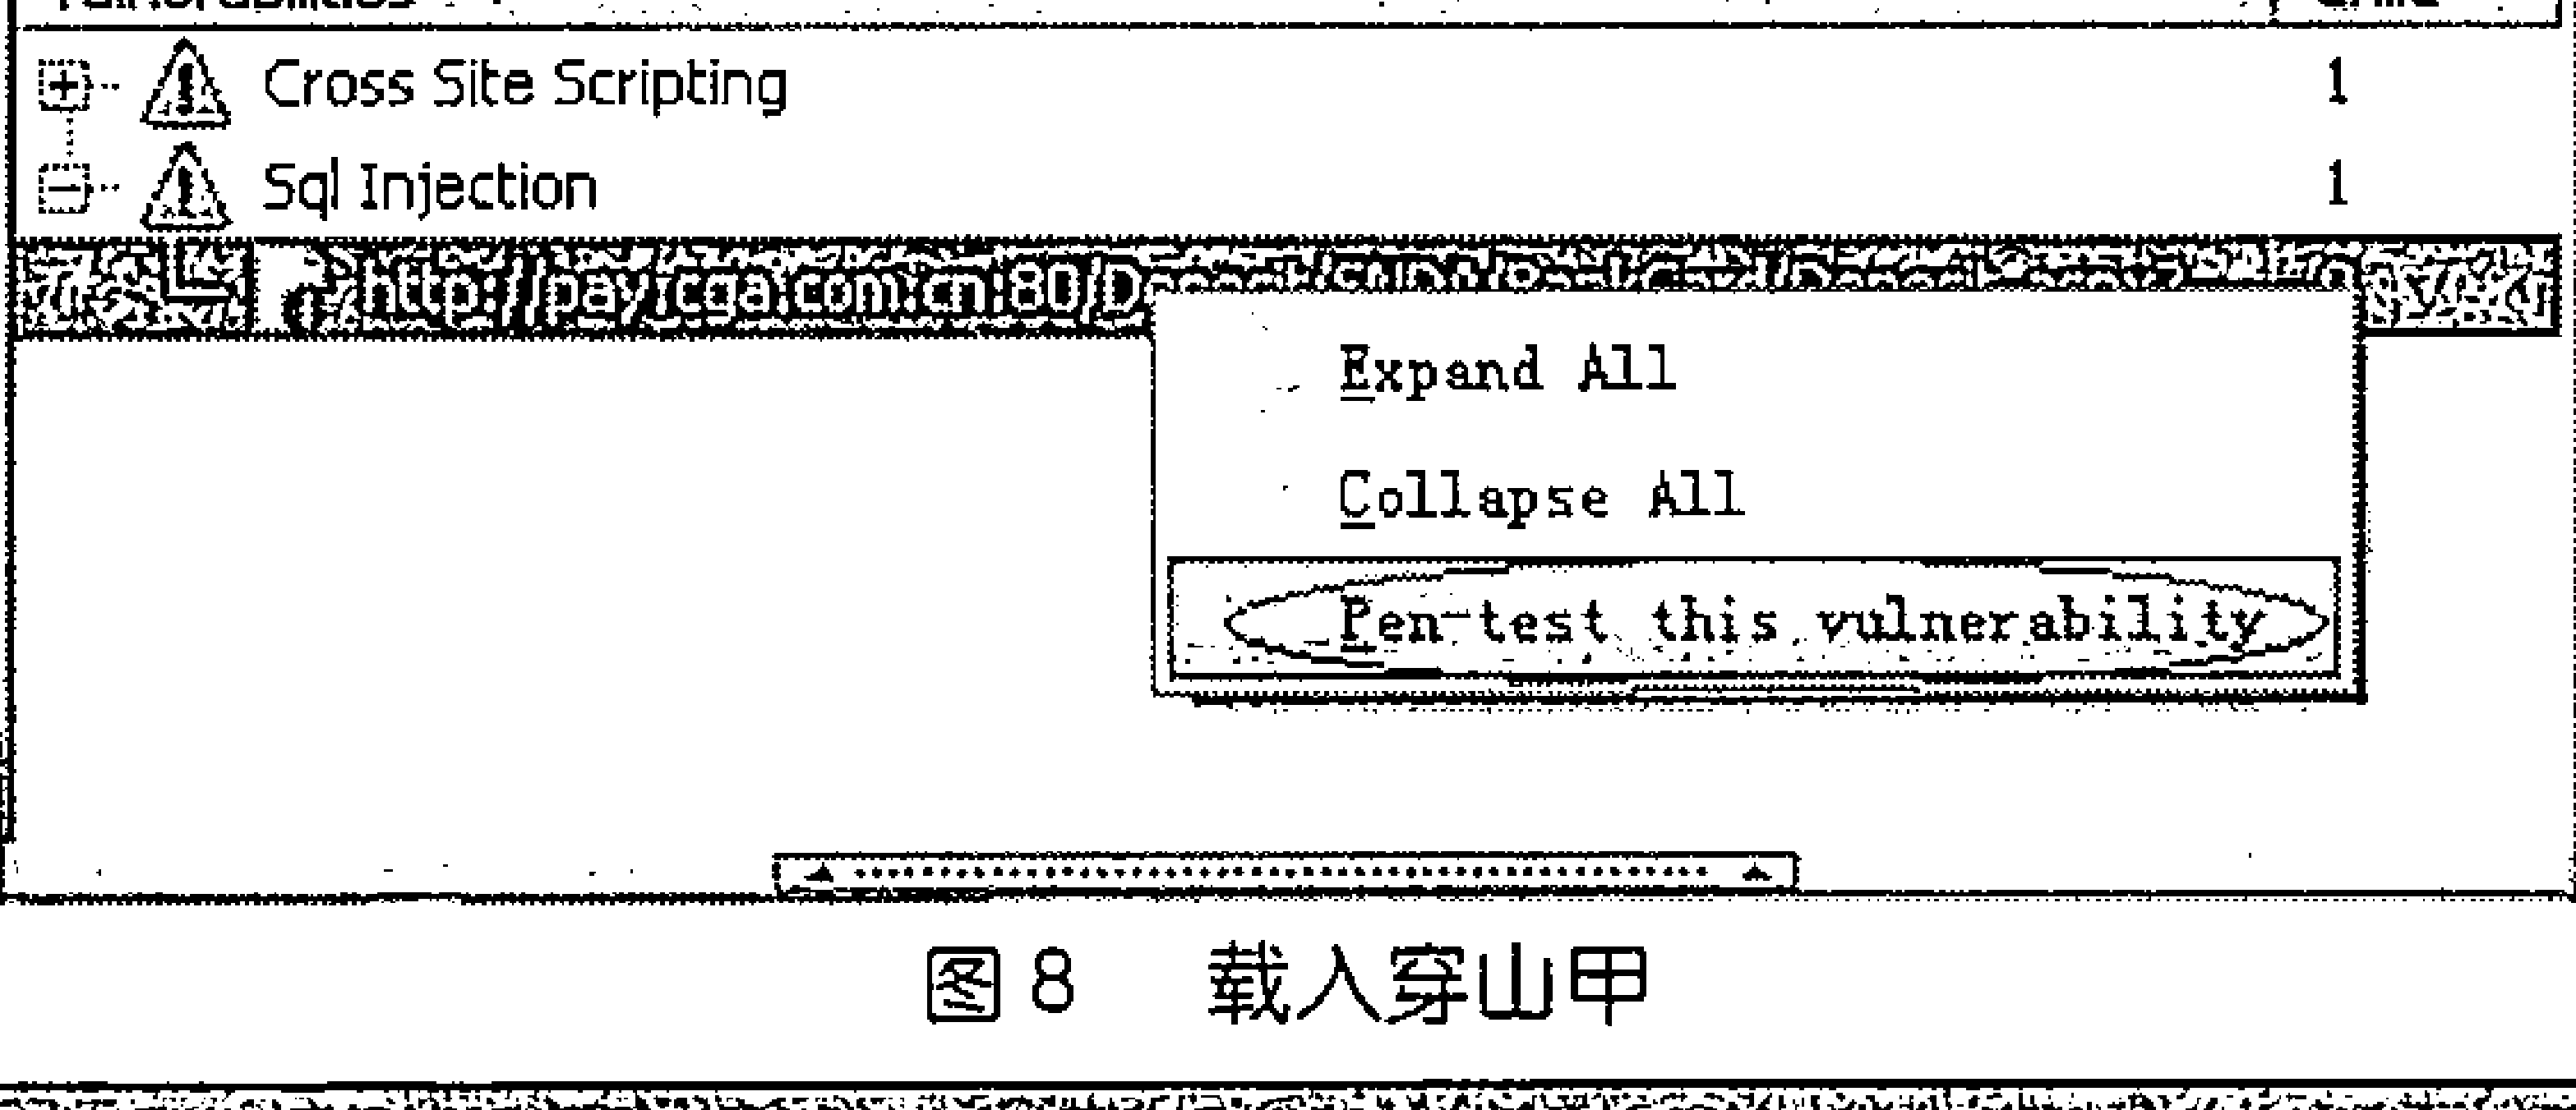 Cross Site Scripting 1
Sql Injection 1
http://pay.cga.com.cn:80/
Expand All
Collapse All
Pen-test this vulnerability
图8 载入穿山甲